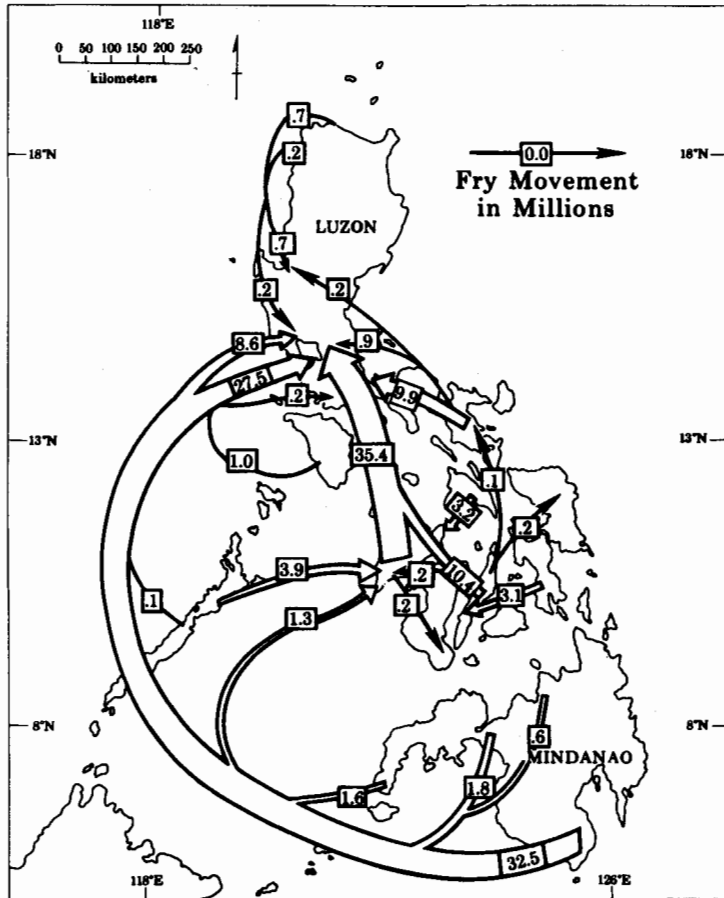 118°E
0 50 100 150 200 250
kilometers
.7
18°N
.2
0.0
18°N
Fry Movement
in Millions
LUZON
.7
.2
.2
8.6
.9
27.5
.2
9.9
13°N
13°N
1.0
35.4
.1
3.2
.2
3.9
.2
10.4
.1
.2
3.1
1.3
8°N
8°N
.6
MINDANAO
1.6
1.8
32.5
118°E
126°E